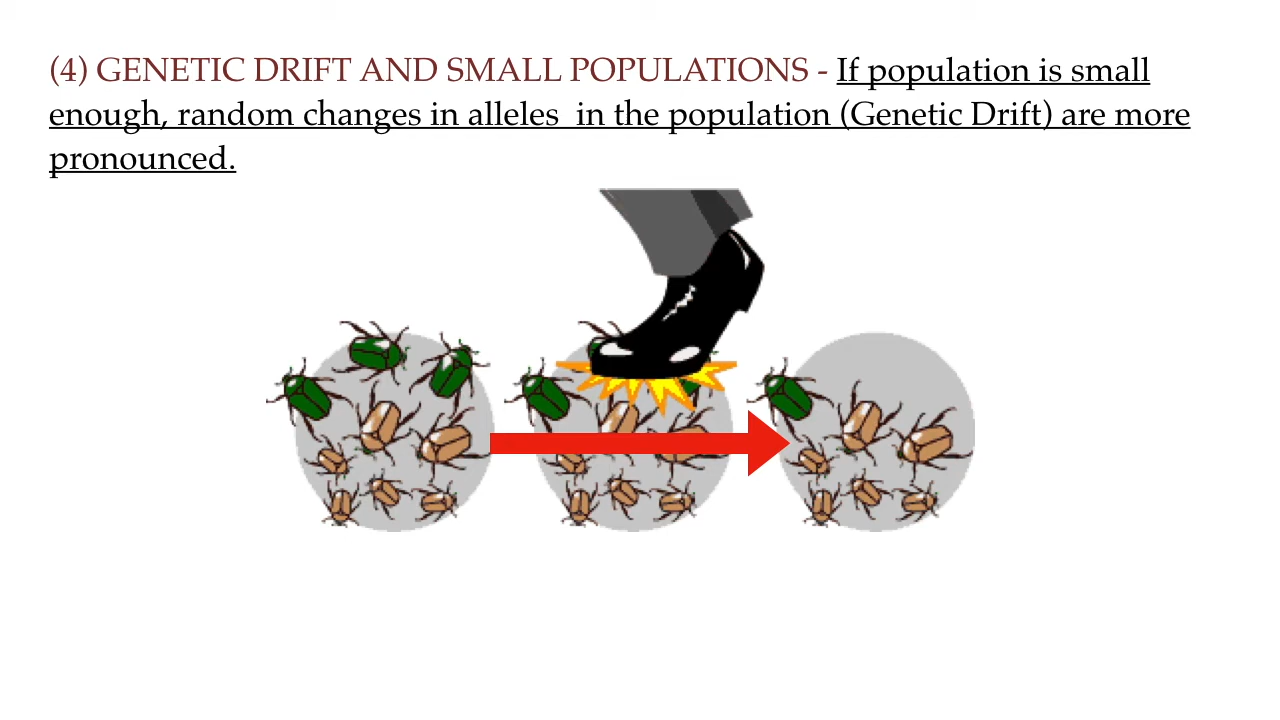 (4) GENETIC DRIFT AND SMALL POPULATIONS - If population is small
enough, random changes in alleles  in the population (Genetic Drift) are more
pronounced.